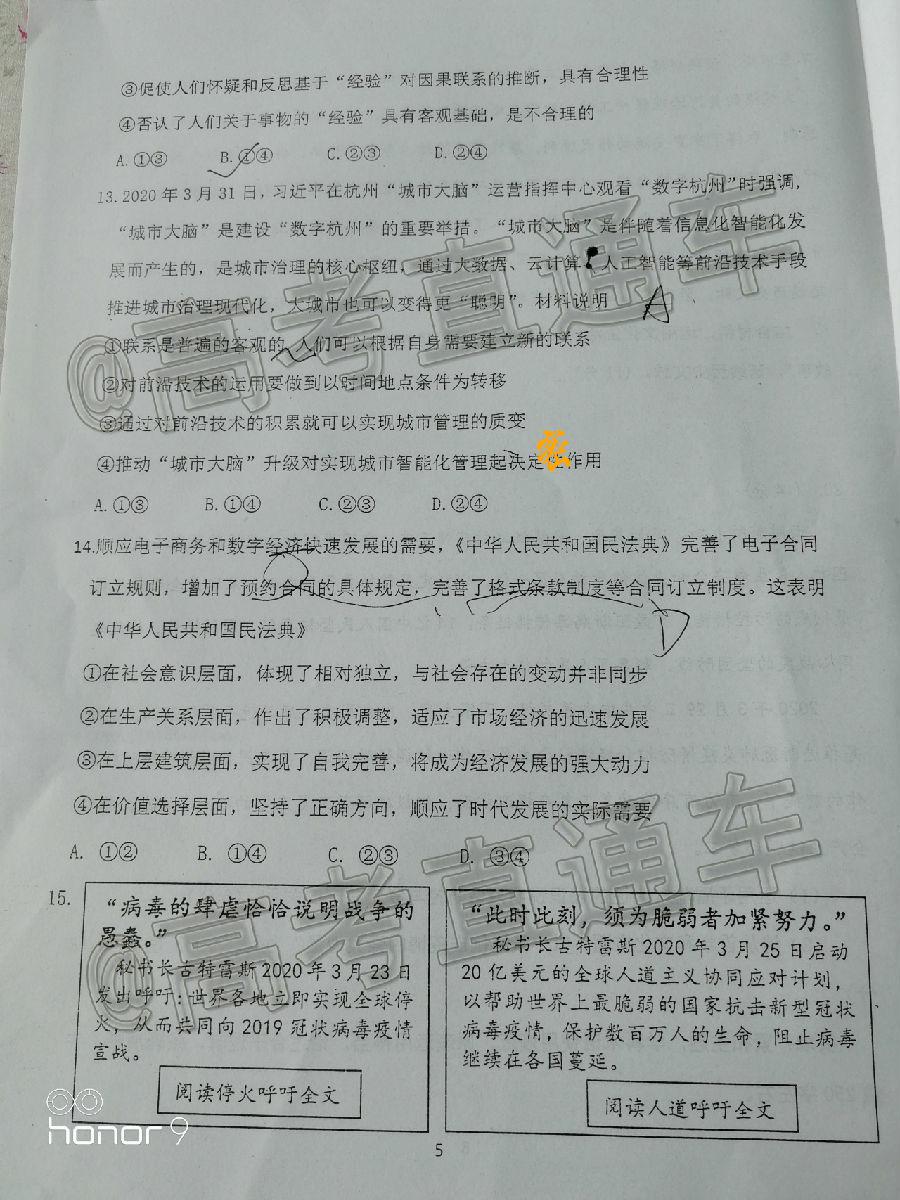 ③促使人们怀疑和反思基于“经验”对因果联系的推断，具有合理性
④否认了人们关于事物的“经验”具有客观基础，是不合理的
A.①③ B.①④ C.②③ D.②④
13.2020年3月31日，习近平在杭州“城市大脑”运营指挥中心观看“数字杭州”时强调，
“城市大脑”是建设“数字杭州”的重要举措。“城市大脑”是伴随着信息化智能化发
展而产生的，是城市治理的核心枢纽，通过大数据、云计算、人工智能等前沿技术手段
推进城市治理现代化，大城市也可以变得更“聪明”。材料说明 A
①联系是普遍的客观的，人们可以根据自身需要建立新的联系
②对前沿技术的运用要做到以时间地点条件为转移
③通过对前沿技术的积累就可以实现城市管理的质变
④推动“城市大脑”升级对实现城市智能化管理起决定性作用
张
A.①③ B.①④ C.②③ D.②④
14.顺应电子商务和数字经济快速发展的需要，《中华人民共和国民法典》完善了电子合同
订立规则，增加了预约合同的具体规定，完善了格式条款制度等合同订立制度。这表明
《中华人民共和国民法典》 D
①在社会意识层面，体现了相对独立，与社会存在的变动并非同步
②在生产关系层面，作出了积极调整，适应了市场经济的迅速发展
③在上层建筑层面，实现了自我完善，将成为经济发展的强大动力
④在价值选择层面，坚持了正确方向，顺应了时代发展的实际需要
A. ①② B. ①④ C. ②③ D. ③④
15.
“病毒的肆虐恰恰说明战争的
愚蠢。”
秘书长古特雷斯2020年3月23日
发出呼吁：世界各地立即实现全球停
火，从而共同向2019冠状病毒疫情
宣战。
阅读停火呼吁全文
“此时此刻，须为脆弱者加紧努力。”
秘书长古特雷斯2020年3月25日启动
20亿美元的全球人道主义协同应对计划，
以帮助世界上最脆弱的国家抗击新型冠状
病毒疫情，保护数百万人的生命，阻止病毒
继续在各国蔓延。
阅读人道呼吁全文
5
@高考直通车
@高考直通车
honor 9